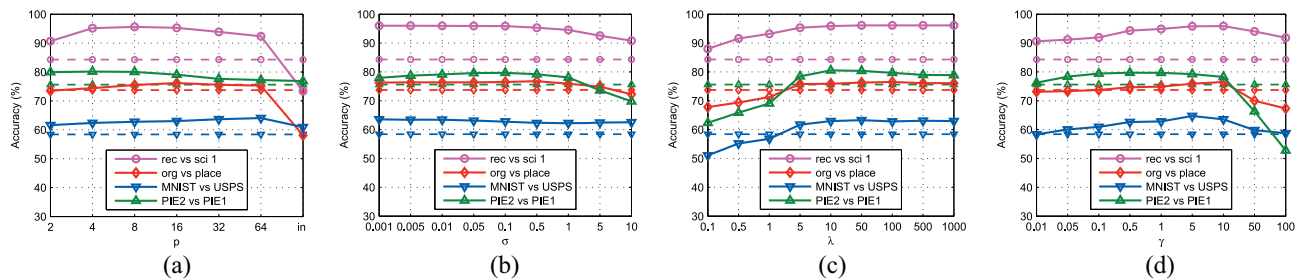 Accuracy (%)
100
90
80
70
60
50
40
30
rec vs sci 1
org vs place
MNIST vs USPS
PIE2 vs PIE1
2 4 8 16 32 64 in
p
(a)
Accuracy (%)
100
90
80
70
60
50
40
30
rec vs sci 1
org vs place
MNIST vs USPS
PIE2 vs PIE1
0.001 0.005 0.01 0.05 0.1 0.5 1 5 10
σ
(b)
Accuracy (%)
100
90
80
70
60
50
40
30
rec vs sci 1
org vs place
MNIST vs USPS
PIE2 vs PIE1
0.1 0.5 1 5 10 50 100 500 1000
λ
(c)
Accuracy (%)
100
90
80
70
60
50
40
30
rec vs sci 1
org vs place
MNIST vs USPS
PIE2 vs PIE1
0.01 0.05 0.1 0.5 1 5 10 50 100
γ
(d)